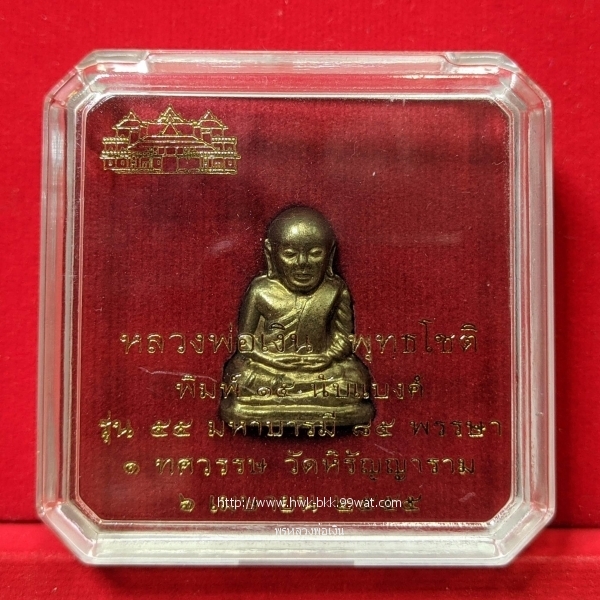 หลวงพ่อเงิน พุทธโชติ
พิมพ์ ๑๕ นับแบงค์
รุ่น ๕๕ มหาบารมี ๘๕ พรรษา
๑ ทศวรรษ วัดหิรัญญาราม
๖
http://www.hwk-bkk.99wat.com/
พรหลวงพ่อเงิน